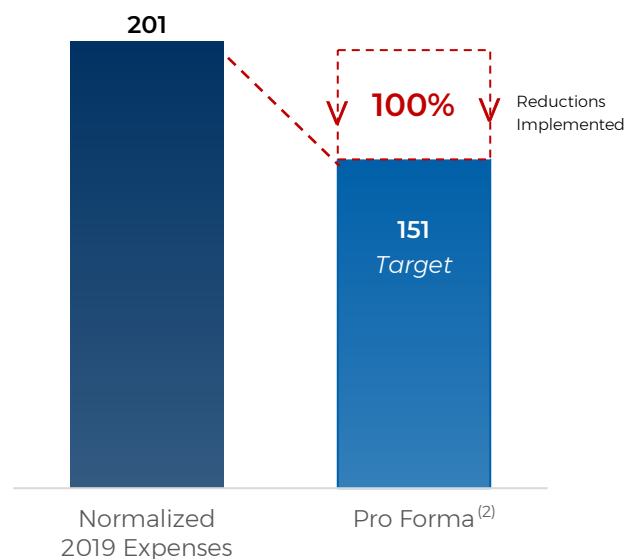 201
100%
Reductions
Implemented
151
Target
Normalized
2019 Expenses
Pro Forma(2)